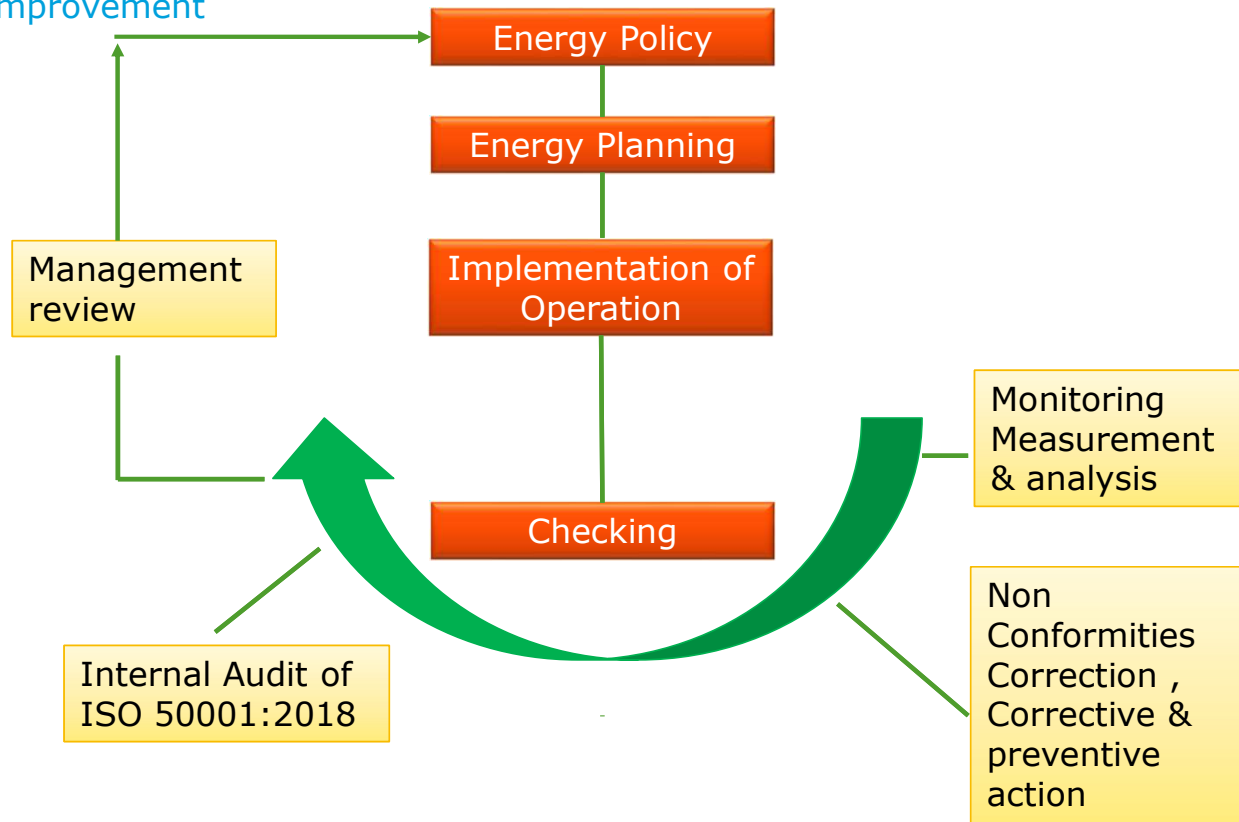 improvement
Energy Policy
Energy Planning
Management
review
Implementation of
Operation
Monitoring
Measurement
& analysis
Checking
Non
Conformities
Correction ,
Corrective &
preventive
action
Internal Audit of
ISO 50001:2018
-